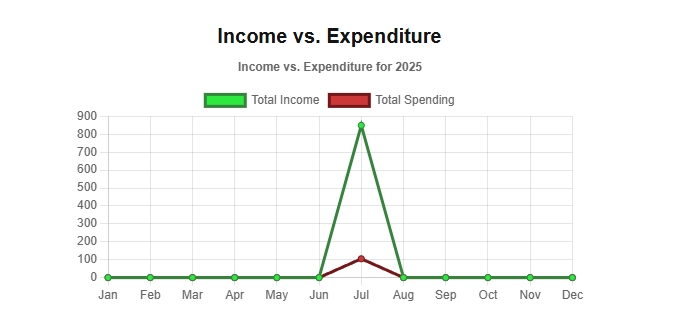 Income vs. Expenditure
Income vs. Expenditure for 2025
Total Income Total Spending
900
800
700
600
500
400
300
200
100
0
Jan Feb Mar Apr May Jun Jul Aug Sep Oct Nov Dec